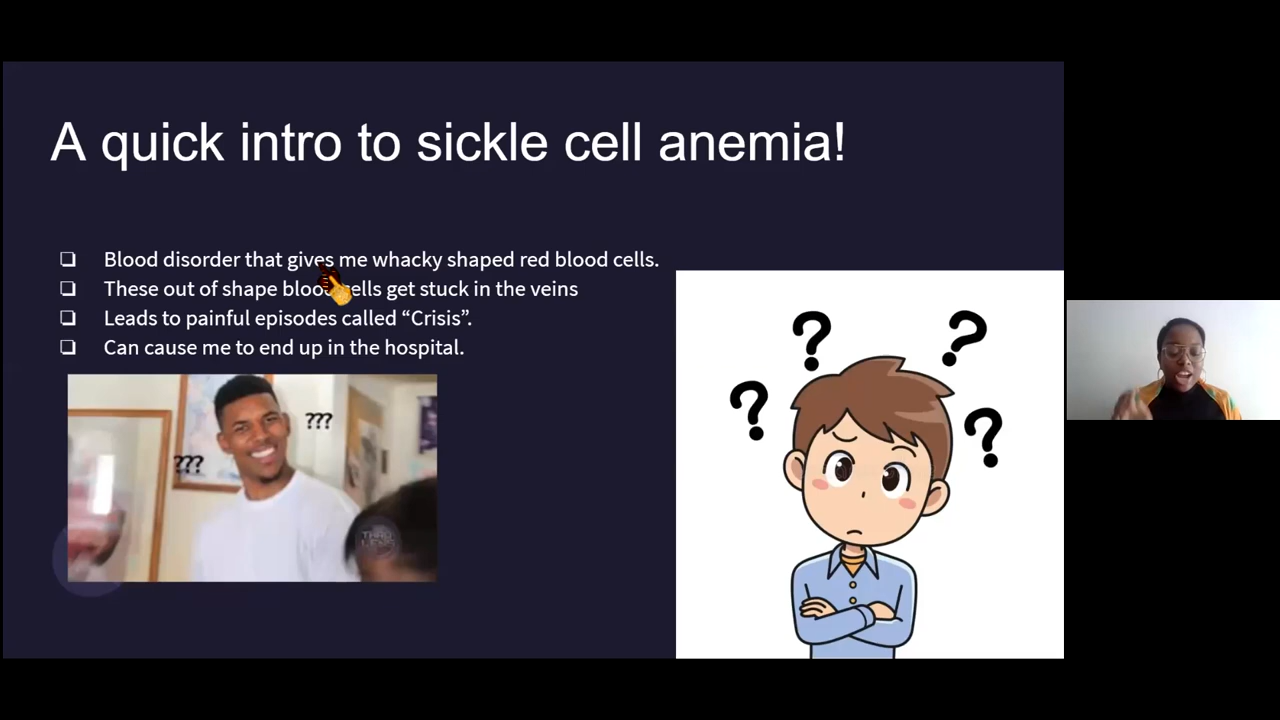 A quick intro to sickle cell anemia!
Blood disorder that gives me whacky shaped red blood cells.
These out of shape blood cells get stuck in the veins
Leads to painful episodes called “Crisis”.
Can cause me to end up in the hospital.
???
???
? ?
? ?